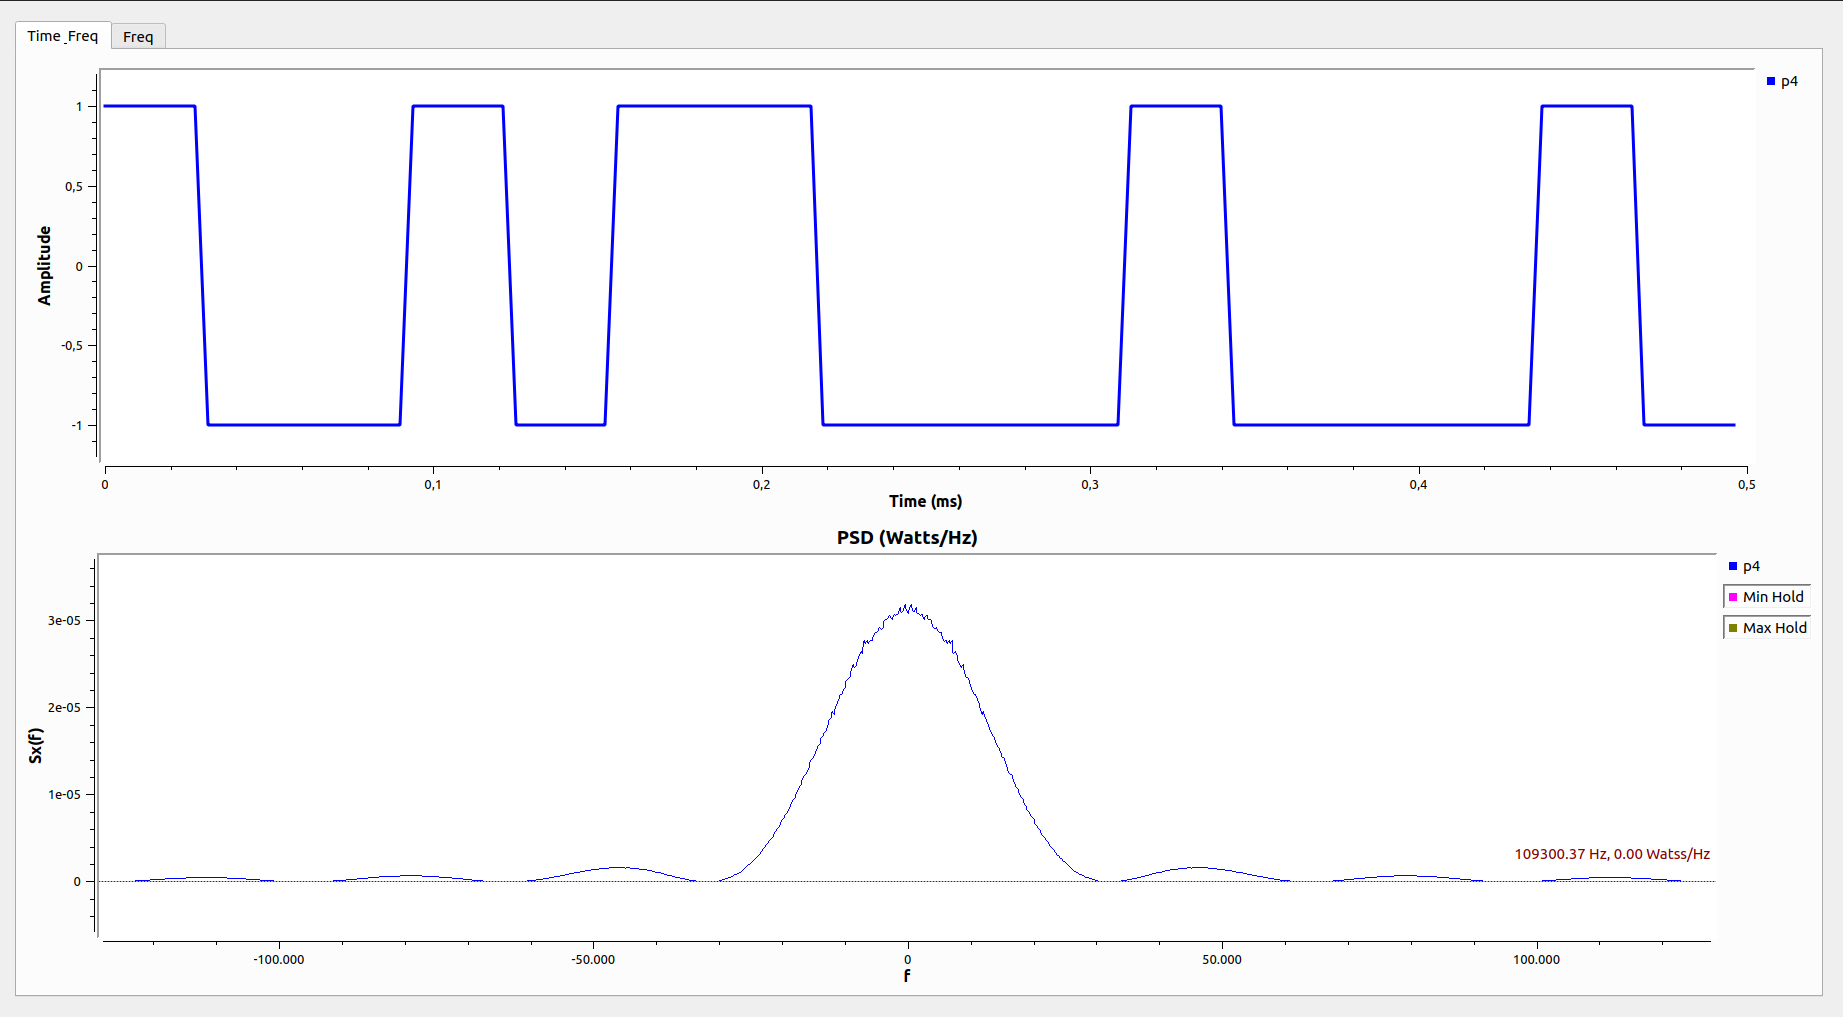 Time_Freq
Freq
1
0,5
0
-0,5
-1
Amplitude
0
0,1
0,2
0,3
0,4
0,5
Time (ms)
p4
PSD (Watts/Hz)
3e-05
2e-05
1e-05
0
Sx(f)
109300.37 Hz, 0.00 Watss/Hz
-100.000
-50.000
0
50.000
100.000
f
p4
Min Hold
Max Hold